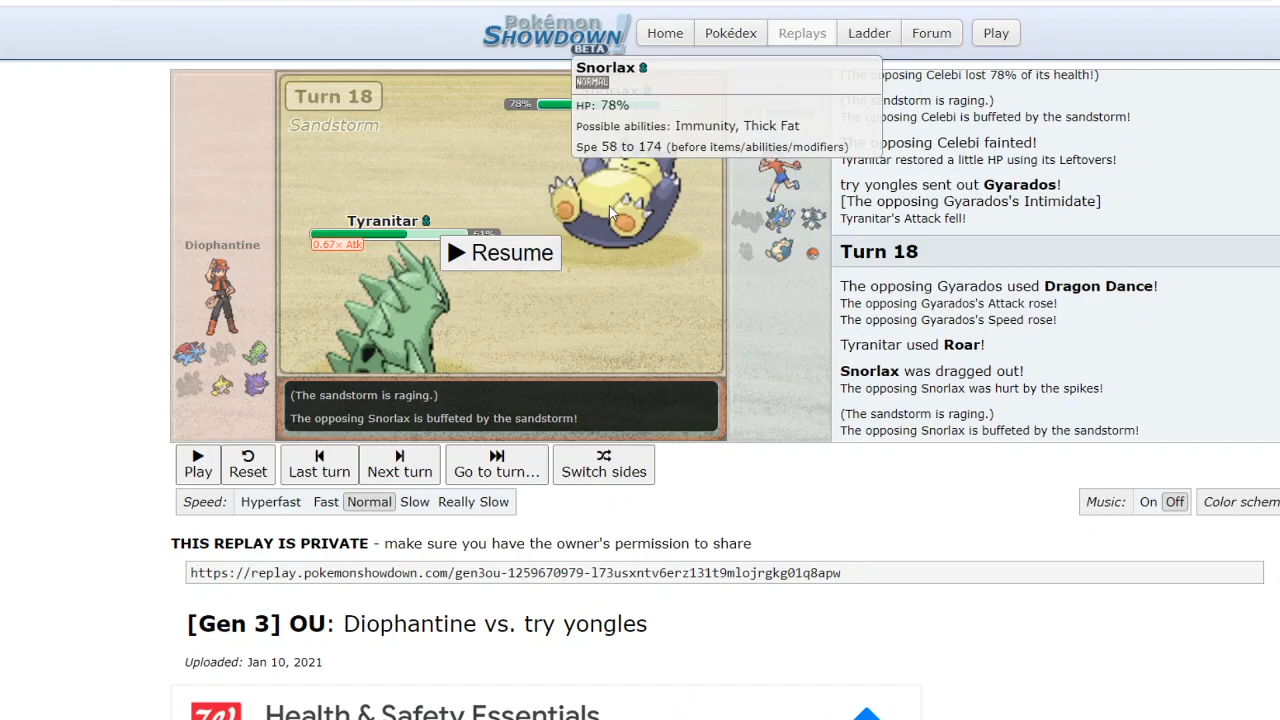 Pokémon
SHOWDOWN!
BETA
Home
Pokédex
Replays
Ladder
Forum
Play
Snorlax
NORMAL
HP: 78%
Possible abilities: Immunity, Thick Fat
Spe 58 to 174 (before items/abilities/modifiers)
Turn 18
Sandstorm
78%
Tyranitar
61%
0.67× Atk
Resume
Diophantine
(The sandstorm is raging.)
The opposing Snorlax is buffeted by the sandstorm!
(The opposing Celebi lost 78% of its health!)
(The sandstorm is raging.)
The opposing Celebi is buffeted by the sandstorm!
The opposing Celebi fainted!
Tyranitar restored a little HP using its Leftovers!
try yongles sent out Gyarados!
[The opposing Gyarados's Intimidate]
Tyranitar's Attack fell!
Turn 18
The opposing Gyarados used Dragon Dance!
The opposing Gyarados's Attack rose!
The opposing Gyarados's Speed rose!
Tyranitar used Roar!
Snorlax was dragged out!
The opposing Snorlax was hurt by the spikes!
(The sandstorm is raging.)
The opposing Snorlax is buffeted by the sandstorm!
Play
Reset
Last turn
Next turn
Go to turn...
Switch sides
Speed: Hyperfast Fast Normal Slow Really Slow
Music: On Off
Color schem
THIS REPLAY IS PRIVATE - make sure you have the owner's permission to share
https://replay.pokemonshowdown.com/gen3ou-1259670979-l73usxntv6erz131t9mlojrgkg01q8apw
[Gen 3] OU: Diophantine vs. try yongles
Uploaded: Jan 10, 2021
Health & Safety Essentials